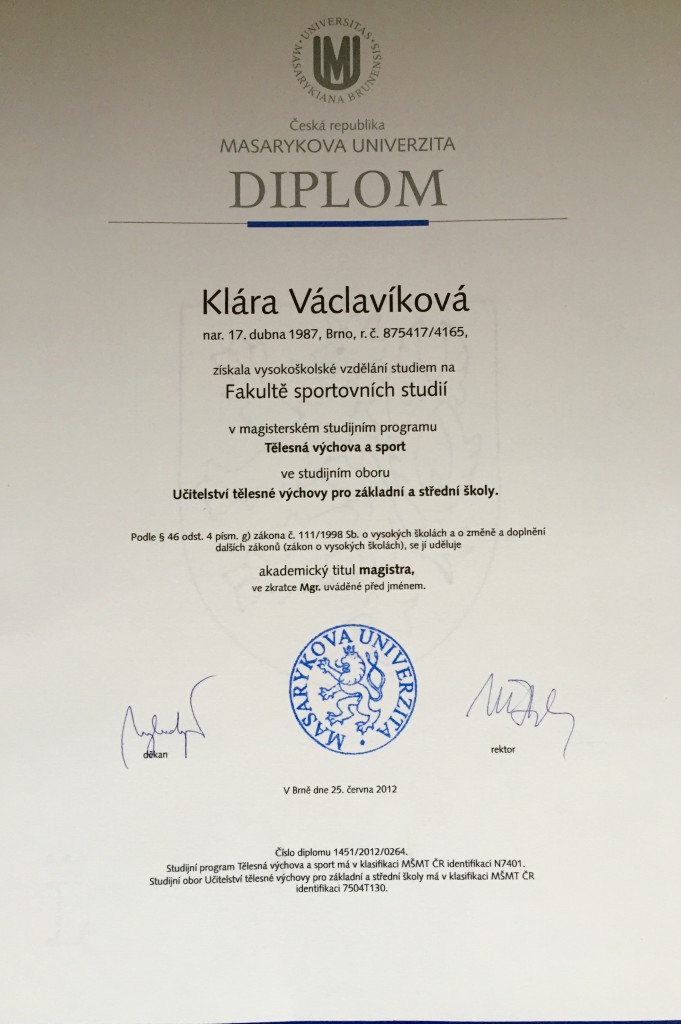 UNIVERSITAS MASARYKIANA BRUNENSIS
MU
Česká republika
MASARYKOVA UNIVERZITA
DIPLOM
Klára Václavíková
nar. 17. dubna 1987, Brno, r. č. 875417/4165,
získala vysokoškolské vzdělání studiem na
Fakultě sportovních studií
v magisterském studijním programu
Tělesná výchova a sport
ve studijním oboru
Učitelství tělesné výchovy pro základní a střední školy.
Podle § 46 odst. 4 písm. g) zákona č. 111/1998 Sb. o vysokých školách a o změně a doplnění
dalších zákonů (zákon o vysokých školách), se jí uděluje
akademický titul magistra,
ve zkratce Mgr. uváděné před jménem.
MASARYKOVA UNIVERZITA
děkan
rektor
V Brně dne 25. června 2012
Číslo diplomu 1451/2012/0264.
Studijní program Tělesná výchova a sport má v klasifikaci MŠMT ČR identifikaci N7401.
Studijní obor Učitelství tělesné výchovy pro základní a střední školy má v klasifikaci MŠMT ČR
identifikaci 7504T130.